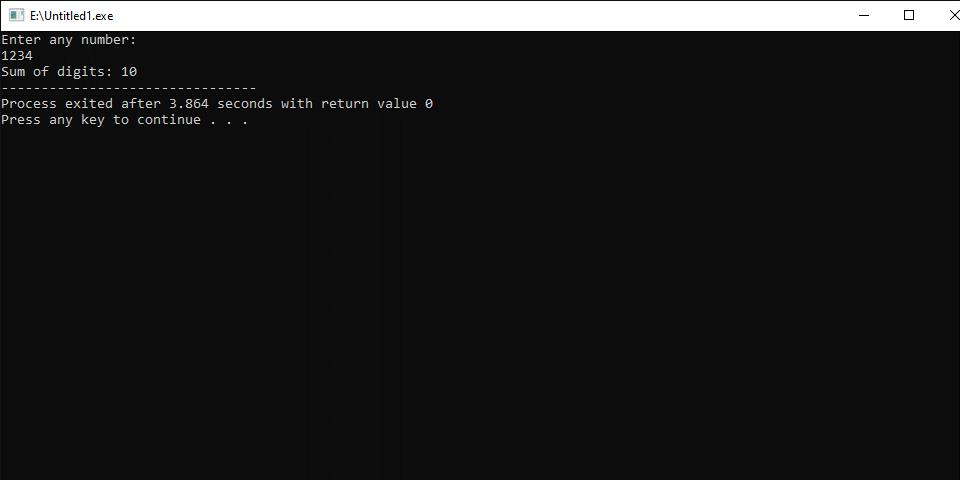 E:\Untitled1.exe
Enter any number:
1234
Sum of digits: 10
--------------------------------
Process exited after 3.864 seconds with return value 0
Press any key to continue . . .